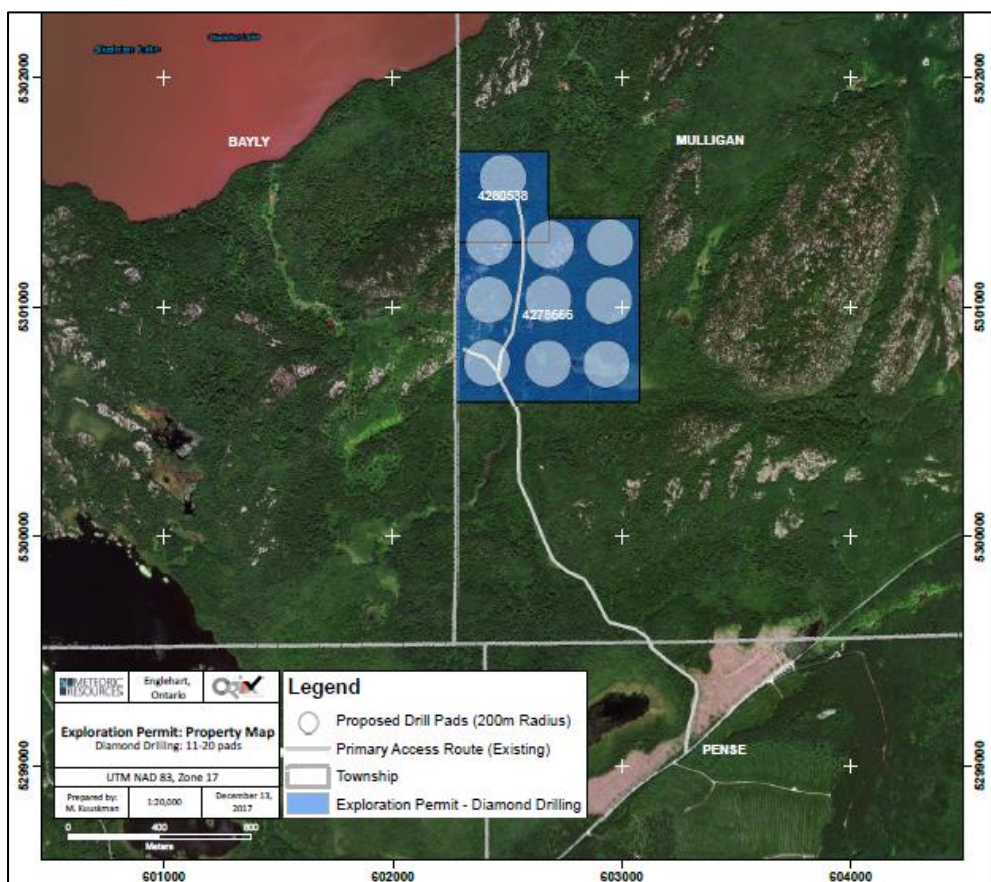 5302000
5302000
BAYLY
MULLIGAN
4280538
5301000
5301000
4278666
5300000
5300000
METEORIC
RESOURCES
Englehart,
Ontario
Exploration Permit: Property Map
Diamond Drilling: 11-20 pads
UTM NAD 83, Zone 17
Prepared by:
M. Kuuskman
1:20,000
December 13,
2017
Legend
Proposed Drill Pads (200m Radius)
Primary Access Route (Existing)
Township
Exploration Permit - Diamond Drilling
PENSE
5299000
5299000
0 400 800
Meters
601000 602000 603000 604000